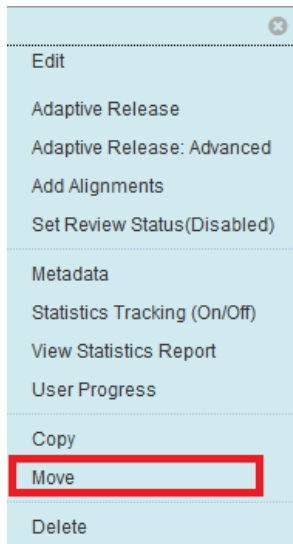 Edit
Adaptive Release
Adaptive Release: Advanced
Add Alignments
Set Review Status(Disabled)
Metadata
Statistics Tracking (On/Off)
View Statistics Report
User Progress
Copy
Move
Delete